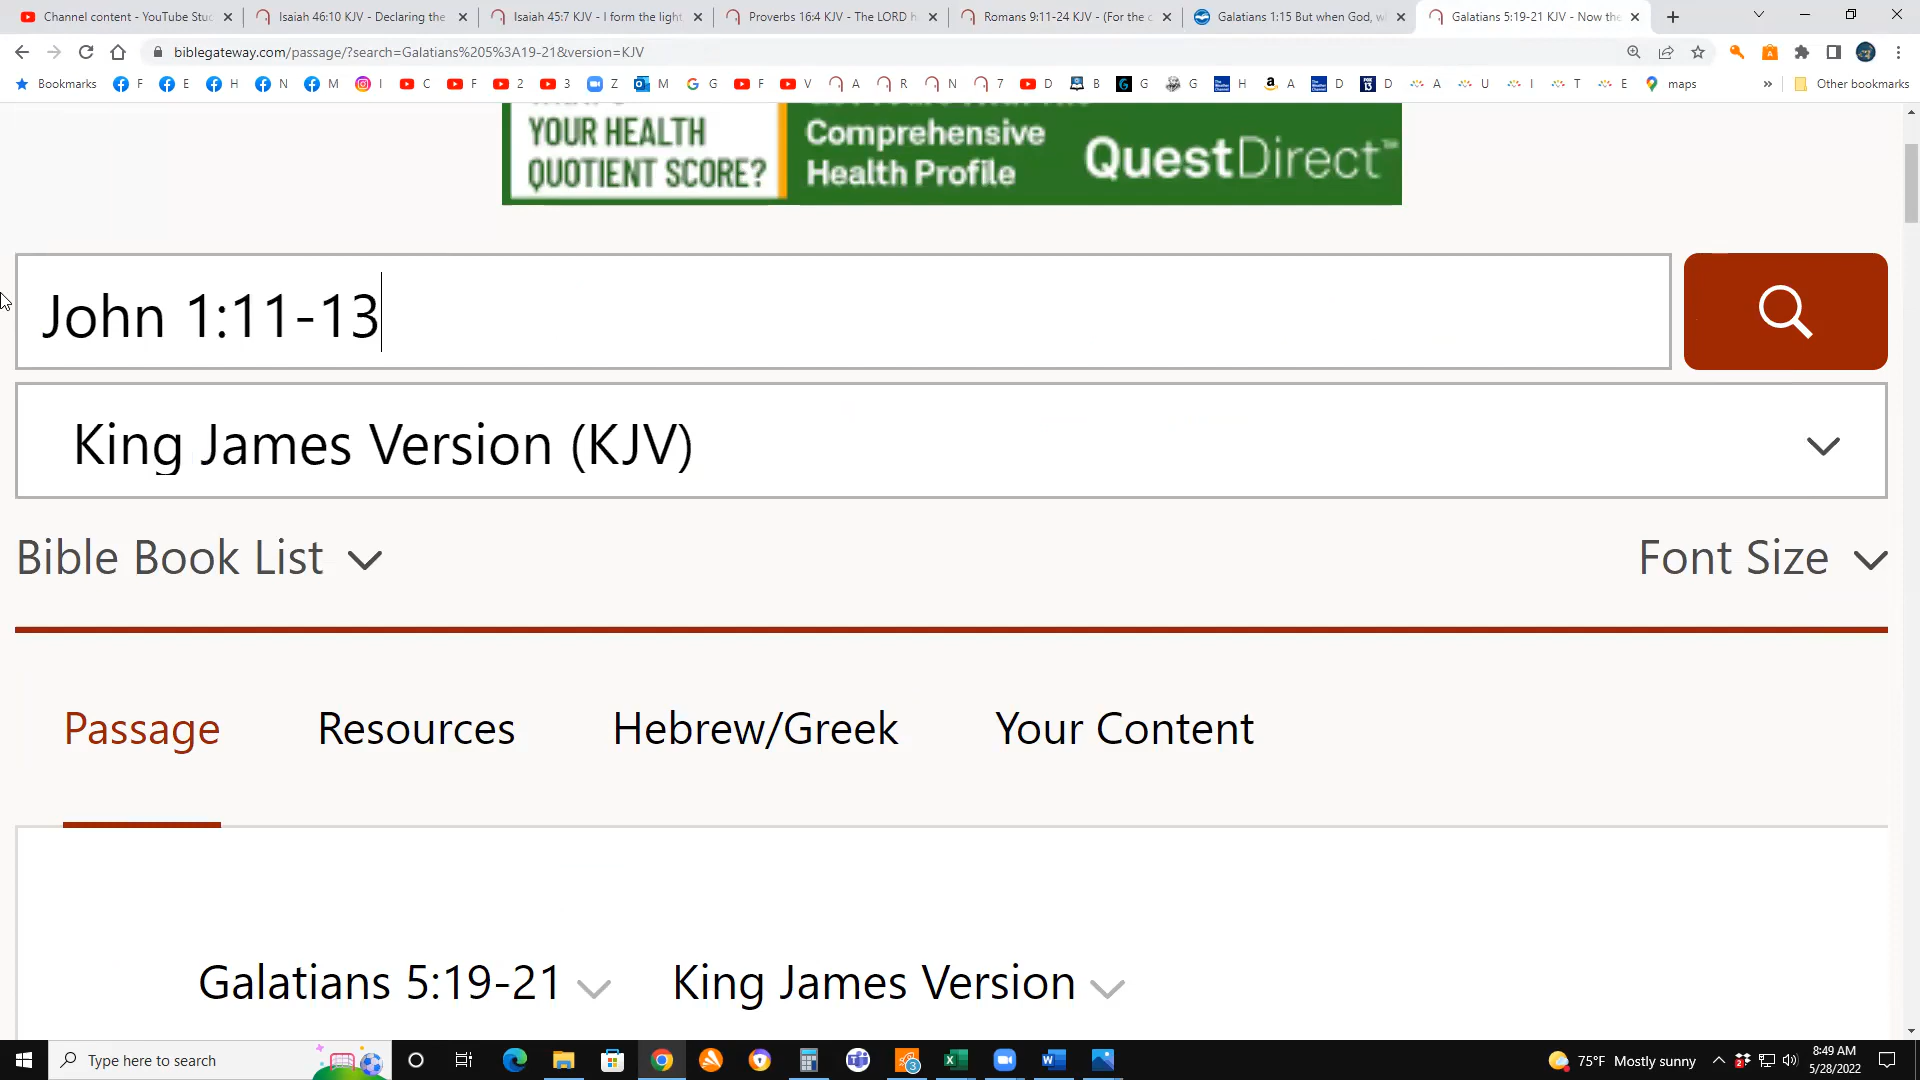 Channel content - YouTube Stu
Isaiah 46:10 KJV - Declaring the
Isaiah 45:7 KJV - I form the light,
Proverbs 16:4 KJV - The LORD h
Romans 9:11-24 KJV - (For the c
Galatians 1:15 But when God, w
Galatians 5:19-21 KJV - Now the
biblegateway.com/passage/?search=Galatians%205%3A19-21&version=KJV
Bookmarks F E H N M I C F 2 3 Z M G F V A R N 7 D B G G H A D D A U I T E maps » Other bookmarks
YOUR HEALTH
QUOTIENT SCORE?
Comprehensive
Health Profile
QuestDirect™
John 1:11-13
King James Version (KJV)
Bible Book List
Font Size
Passage Resources Hebrew/Greek Your Content
Galatians 5:19-21 King James Version
Type here to search
3
75°F Mostly sunny
8:49 AM
5/28/2022